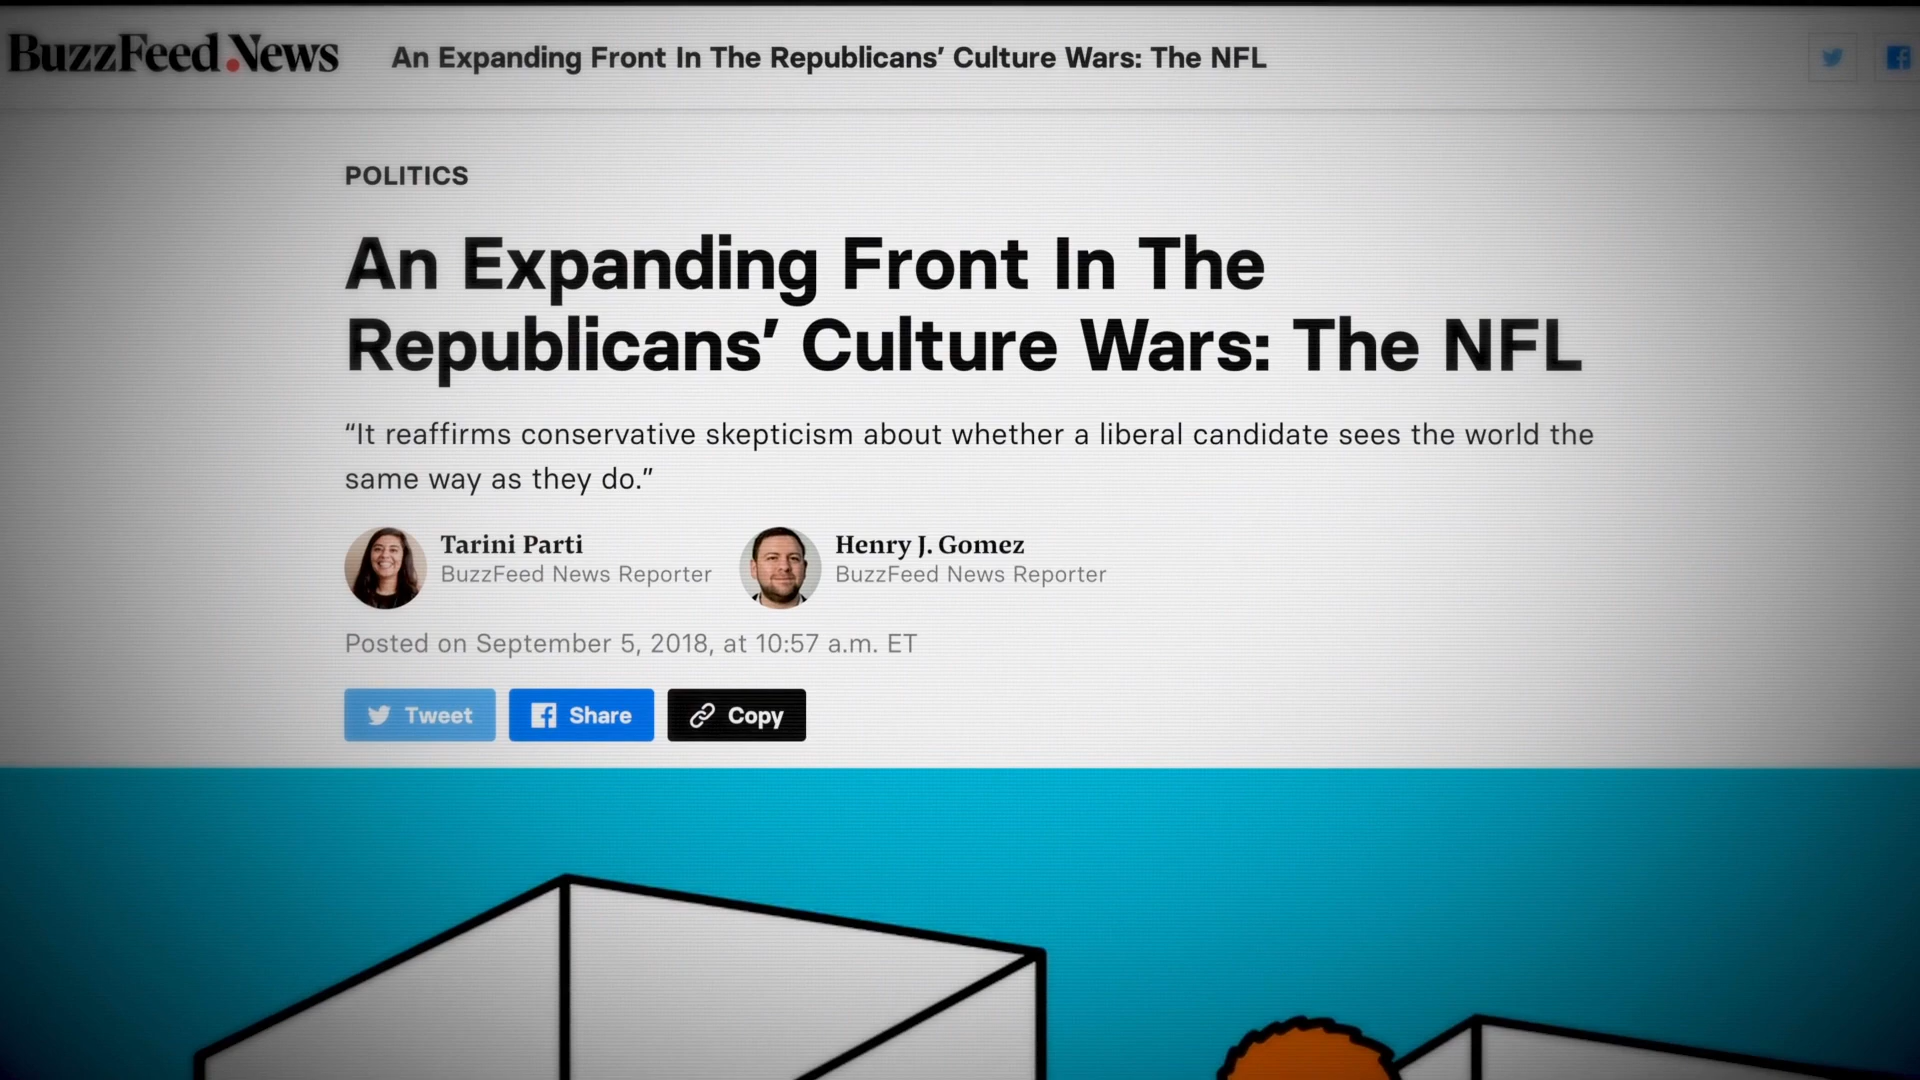 BuzzFeed News
An Expanding Front In The Republicans’ Culture Wars: The NFL
POLITICS
An Expanding Front In The
Republicans’ Culture Wars: The NFL
“It reaffirms conservative skepticism about whether a liberal candidate sees the world the
same way as they do.”
Tarini Parti
BuzzFeed News Reporter
Henry J. Gomez
BuzzFeed News Reporter
Posted on September 5, 2018, at 10:57 a.m. ET
Tweet
Share
Copy